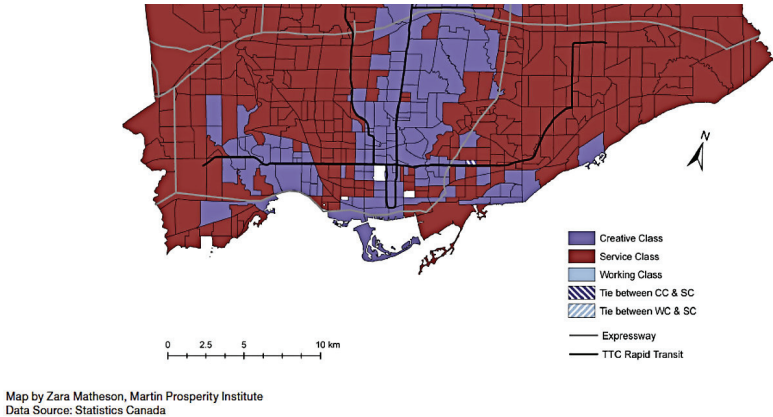 N
Creative Class
Service Class
Working Class
Tie between CC & SC
Tie between WC & SC
Expressway
TTC Rapid Transit
0 2.5 5 10 km
Map by Zara Matheson, Martin Prosperity Institute
Data Source: Statistics Canada